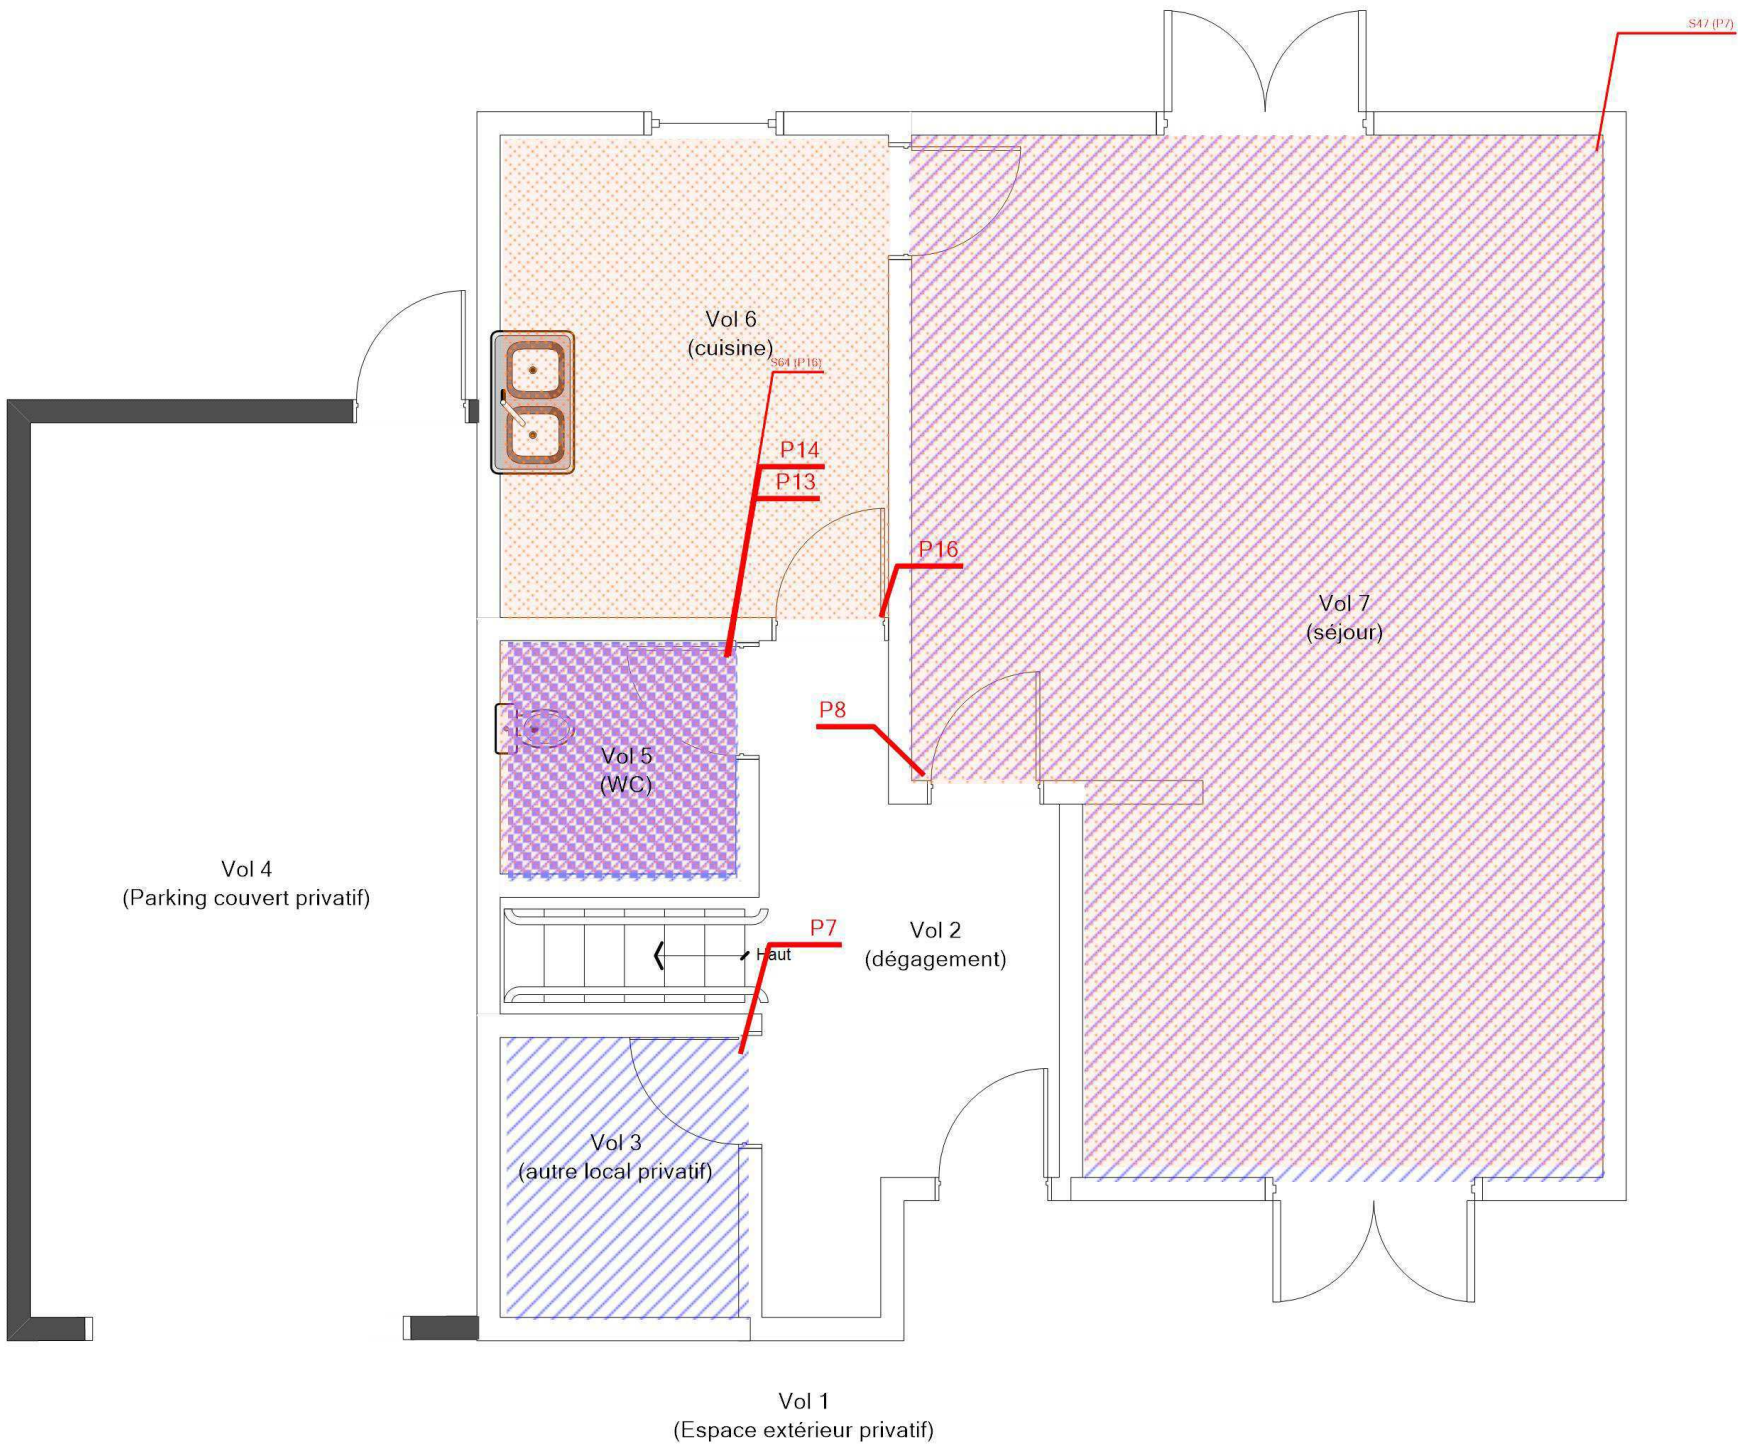 S47 (P7)
Vol 6
(cuisine)
S64 (P16)
P14
P13
P16
Vol 7
(séjour)
P8
Vol 5
(WC)
Vol 4
(Parking couvert privatif)
P7
Vol 2
(dégagement)
Haut
Vol 3
(autre local privatif)
Vol 1
(Espace extérieur privatif)